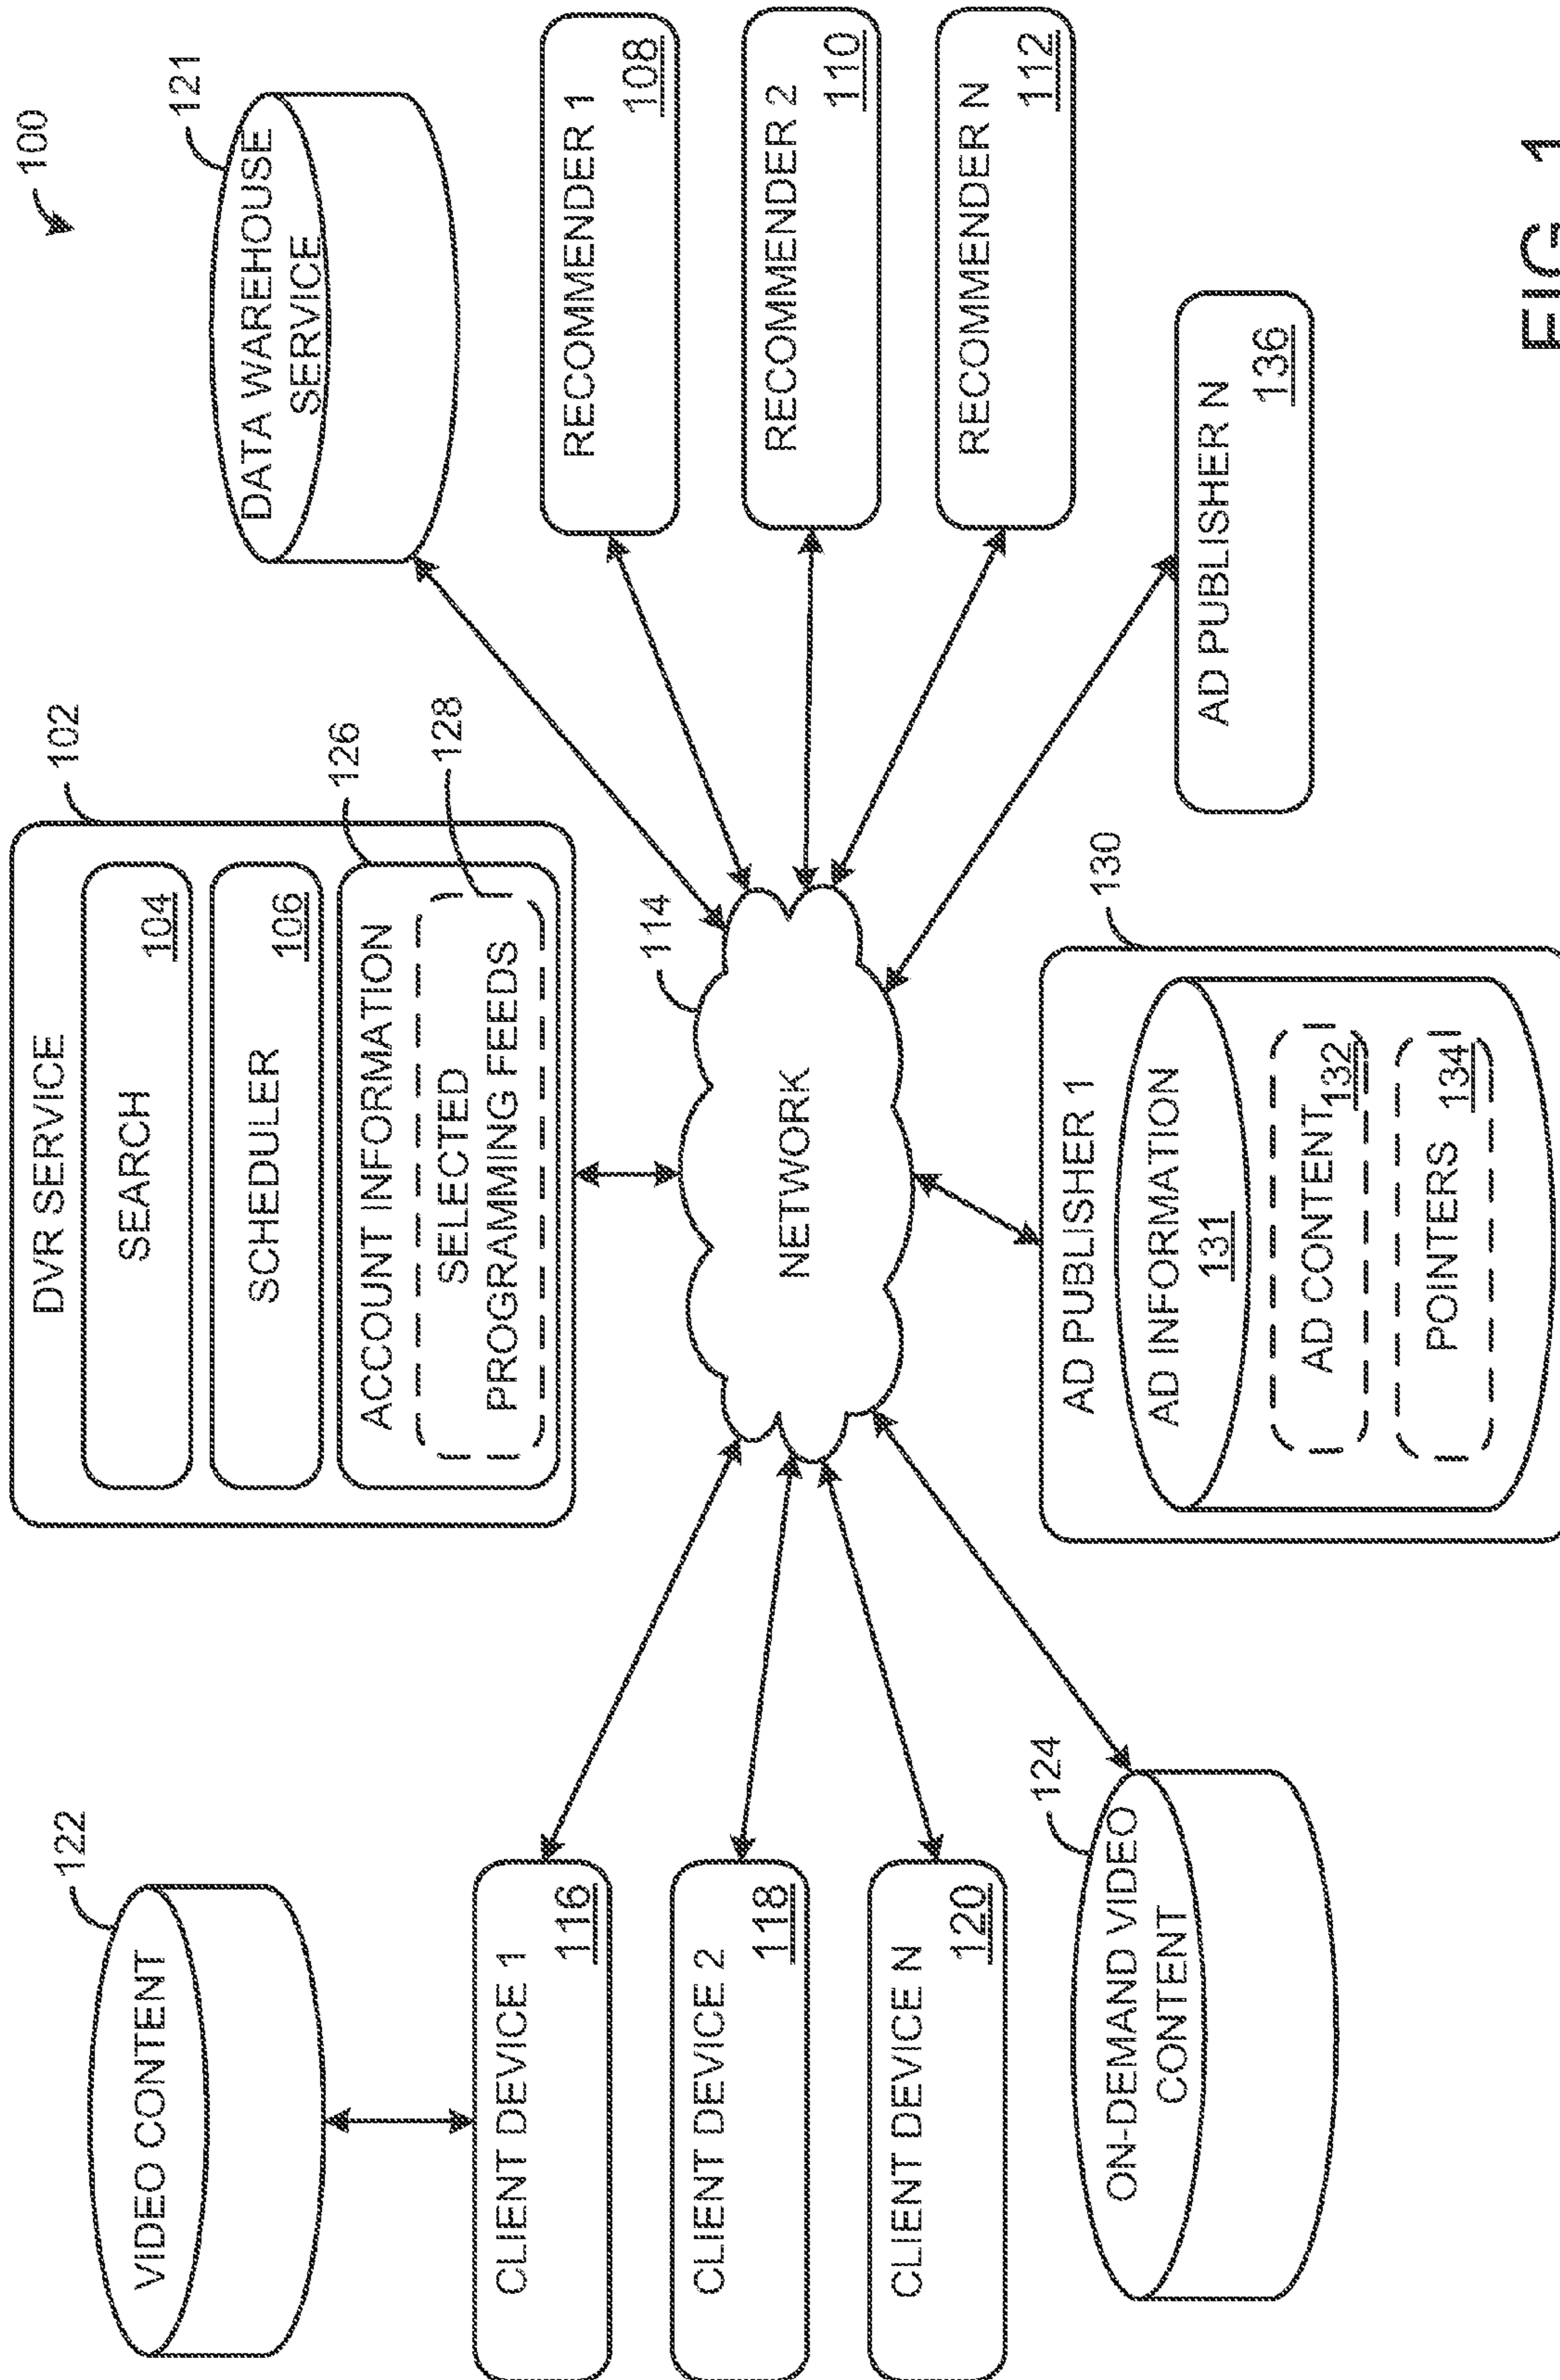 100
DVR SERVICE
102
SEARCH
104
SCHEDULER
106
ACCOUNT INFORMATION
126
SELECTED
PROGRAMMING FEEDS
128
VIDEO CONTENT
122
DATA WAREHOUSE
SERVICE
121
CLIENT DEVICE 1
116
CLIENT DEVICE 2
118
CLIENT DEVICE N
120
NETWORK
114
RECOMMENDER 1
108
RECOMMENDER 2
110
RECOMMENDER N
112
ON-DEMAND VIDEO
CONTENT
124
AD PUBLISHER 1
130
AD INFORMATION
131
AD CONTENT
132
POINTERS
134
AD PUBLISHER N
136
FIG. 1